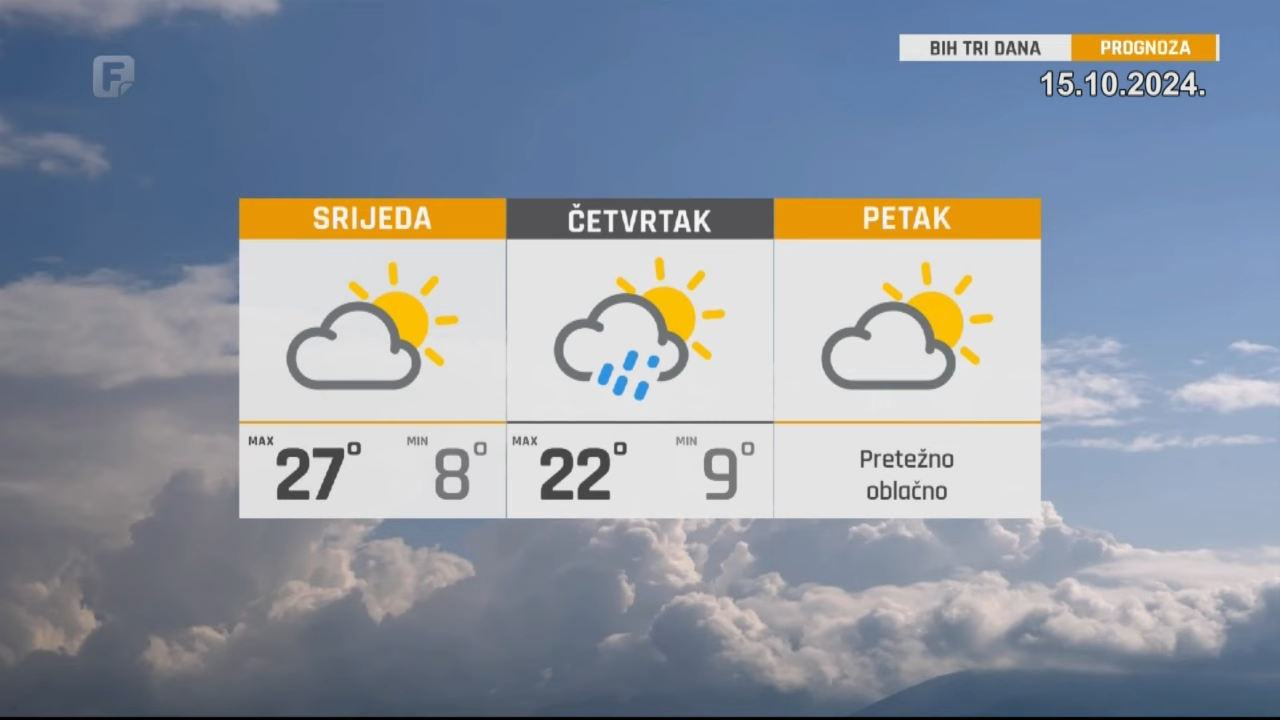 F
BIH TRI DANA PROGNOZA
15.10.2024.
SRIJEDA ČETVRTAK PETAK
MAX 27° MIN 8° MAX 22° MIN 9°
Pretežno
oblačno